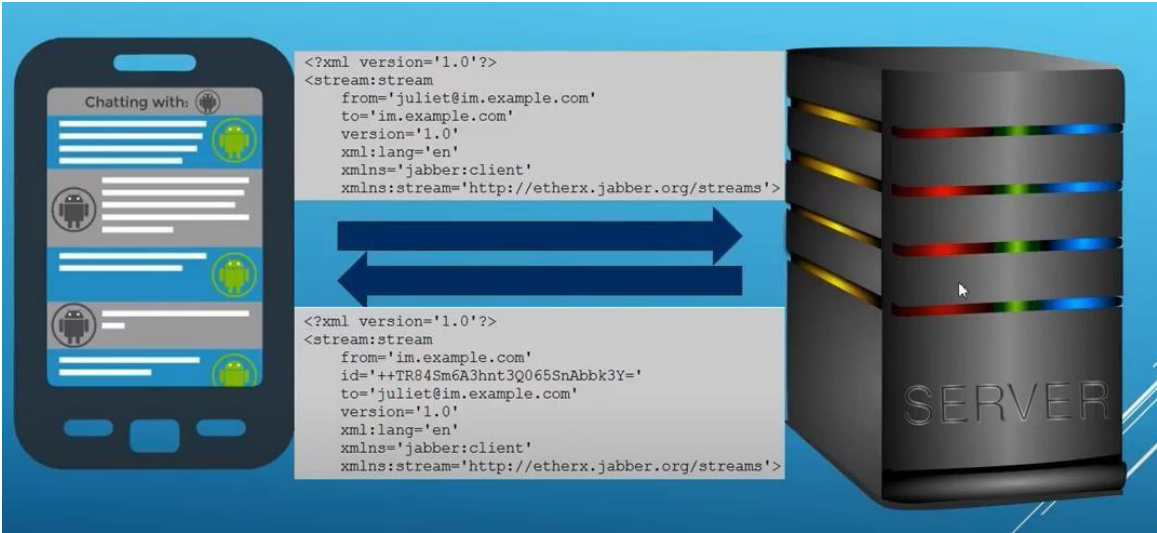 Chatting with:
<?xml version='1.0'?>
<stream:stream
from='juliet@im.example.com'
to='im.example.com'
version='1.0'
xml:lang='en'
xmlns='jabber:client'
xmlns:stream='http://etherx.jabber.org/streams'>
<?xml version='1.0'?>
<stream:stream
from='im.example.com'
id='++TR84Sm6A3hnt3Q065SnAbbk3Y='
to='juliet@im.example.com'
version='1.0'
xml:lang='en'
xmlns='jabber:client'
xmlns:stream='http://etherx.jabber.org/streams'>
SERVER